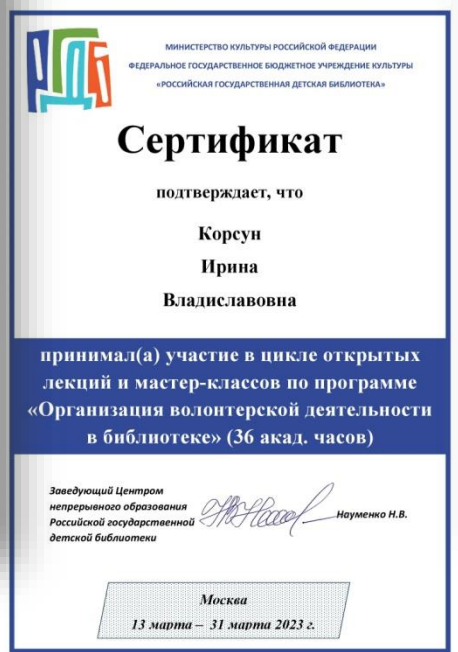 РГДБ
МИНИСТЕРСТВО КУЛЬТУРЫ РОССИЙСКОЙ ФЕДЕРАЦИИ
ФЕДЕРАЛЬНОЕ ГОСУДАРСТВЕННОЕ БЮДЖЕТНОЕ УЧРЕЖДЕНИЕ КУЛЬТУРЫ
«РОССИЙСКАЯ ГОСУДАРСТВЕННАЯ ДЕТСКАЯ БИБЛИОТЕКА»
Сертификат
подтверждает, что
Корсун
Ирина
Владиславовна
принимал(а) участие в цикле открытых
лекций и мастер-классов по программе
«Организация волонтерской деятельности
в библиотеке» (36 акад. часов)
Заведующий Центром
непрерывного образования
Российской государственной
детской библиотеки
Науменко Н.В.
Москва
13 марта – 31 марта 2023 г.